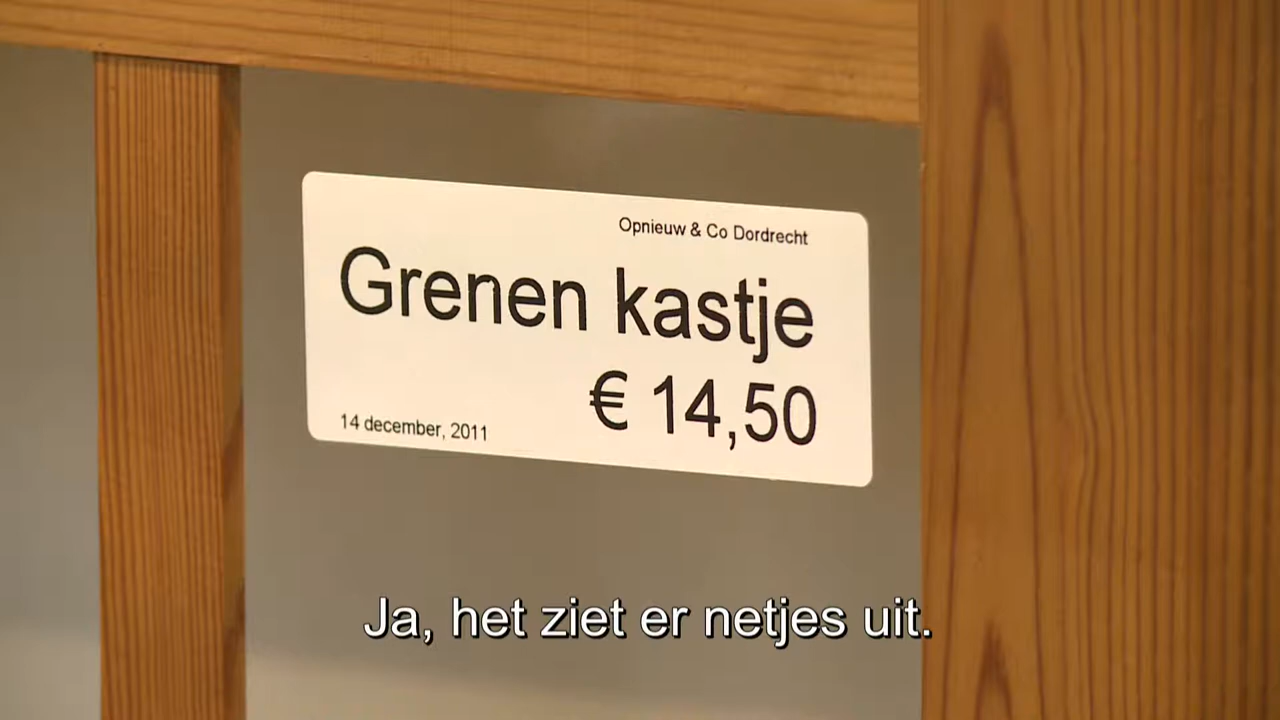 Opnieuw & Co Dordrecht
Grenen kastje
€ 14,50
14 december, 2011
Ja, het ziet er netjes uit.